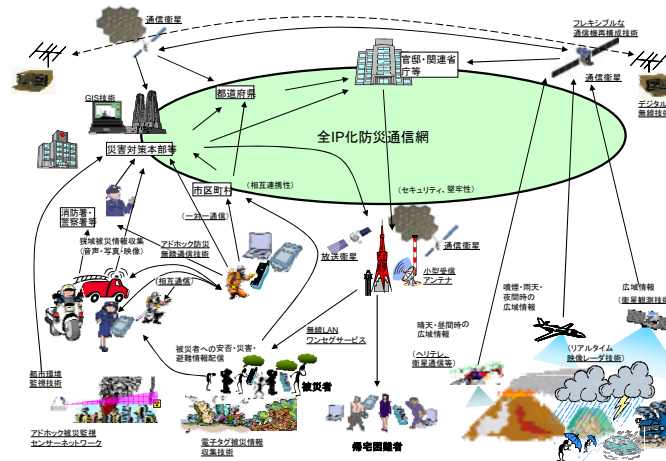 通信衛星
フレキシブルな
通信機再構成技術
官邸・関連省
庁等
通信衛星
GIS技術
都道府県
デジタル
無線技術
全IP化防災通信網
災害対策本部等
市区町村
(相互連携性)
(セキュリティ、堅牢性)
消防署・
警察署等
(一対一通信)
狭域被災情報収集
(音声・写真・映像)
アドホック防災
無線通信技術
放送衛星
通信衛星
小型受信
アンテナ
(相互通信)
噴煙・雨天・
夜間時の
広域情報
広域情報
(衛星観測技術)
無線LAN
ワンセグサービス
晴天・昼間時の
広域情報
被災者への安否・災害・
避難情報配信
(ヘリテレ、
衛星通信等)
(リアルタイム
映像レーダ技術)
都市環境
監視技術
被災者
アドホック被災監視
センサーネットワーク
電子タグ被災情報
収集技術
帰宅困難者